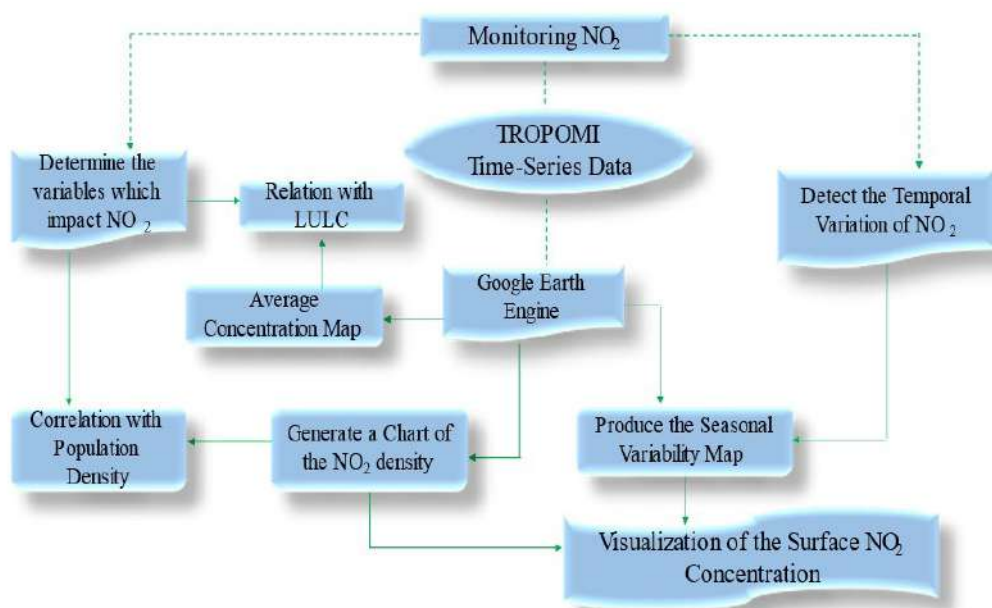 Monitoring NO₂
TROPOMI
Time-Series Data
Determine the
variables which
impact NO ₂
Relation with
LULC
Detect the Temporal
Variation of NO ₂
Average
Concentration Map
Google Earth
Engine
Correlation with
Population
Density
Generate a Chart of
the NO₂ density
Produce the Seasonal
Variability Map
Visualization of the Surface NO₂
Concentration